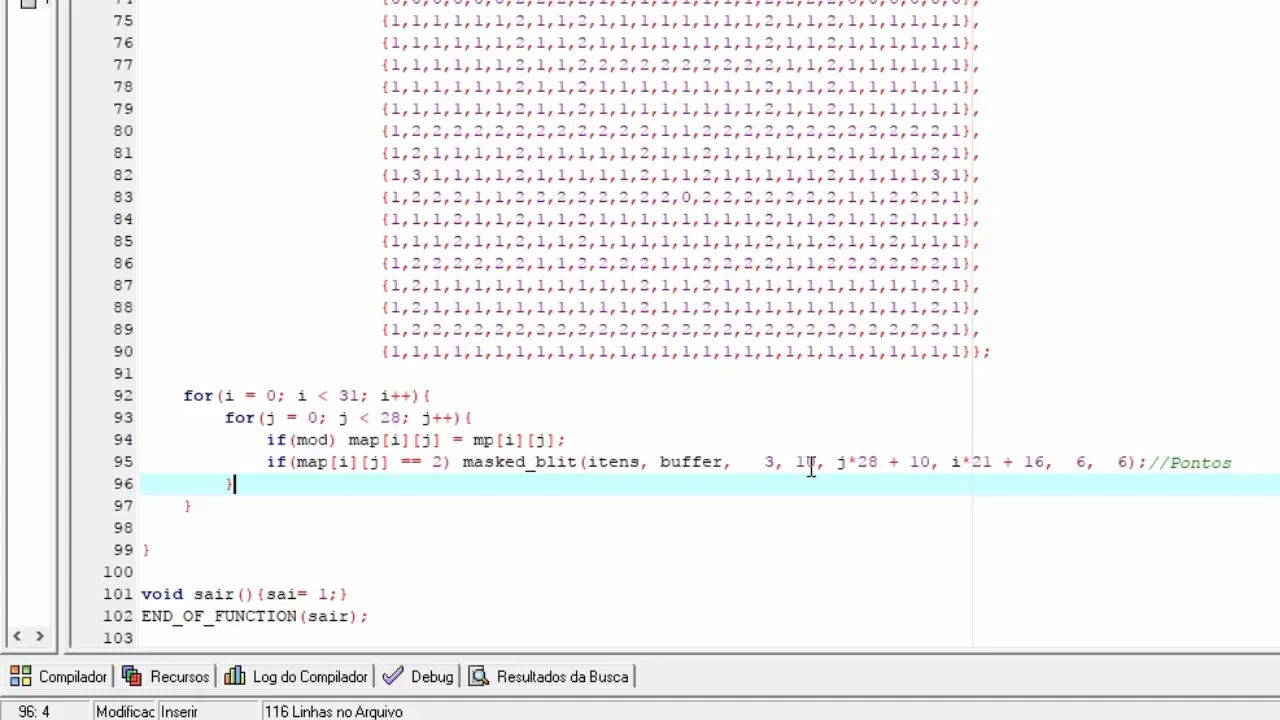 75 {1,1,1,1,1,1,2,1,1,2,1,1,1,1,1,1,1,1,2,1,1,2,1,1,1,1,1,1},
76 {1,1,1,1,1,1,2,1,1,2,1,1,1,1,1,1,1,1,2,1,1,2,1,1,1,1,1,1},
77 {1,1,1,1,1,1,2,1,1,2,2,2,2,2,2,2,2,2,2,1,1,2,1,1,1,1,1,1},
78 {1,1,1,1,1,1,2,1,1,2,1,1,1,1,1,1,1,1,2,1,1,2,1,1,1,1,1,1},
79 {1,1,1,1,1,1,2,1,1,2,1,1,1,1,1,1,1,1,2,1,1,2,1,1,1,1,1,1},
80 {1,2,2,2,2,2,2,2,2,2,2,2,2,1,1,2,2,2,2,2,2,2,2,2,2,2,2,1},
81 {1,2,1,1,1,1,2,1,1,1,1,1,2,1,1,2,1,1,1,1,1,2,1,1,1,1,2,1},
82 {1,3,1,1,1,1,2,1,1,1,1,1,2,1,1,2,1,1,1,1,1,2,1,1,1,1,3,1},
83 {1,2,2,2,1,1,2,2,2,2,2,2,2,2,0,2,2,2,2,2,2,2,1,1,2,2,2,1},
84 {1,1,1,2,1,1,2,1,1,2,1,1,1,1,1,1,1,1,2,1,1,2,1,1,2,1,1,1},
85 {1,1,1,2,1,1,2,1,1,2,1,1,1,1,1,1,1,1,2,1,1,2,1,1,2,1,1,1},
86 {1,2,2,2,2,2,2,1,1,2,2,2,2,1,1,2,2,2,2,1,1,2,2,2,2,2,2,1},
87 {1,2,1,1,1,1,1,1,1,1,1,1,2,1,1,2,1,1,1,1,1,1,1,1,1,1,2,1},
88 {1,2,1,1,1,1,1,1,1,1,1,1,2,1,1,2,1,1,1,1,1,1,1,1,1,1,2,1},
89 {1,2,2,2,2,2,2,2,2,2,2,2,2,2,2,2,2,2,2,2,2,2,2,2,2,2,2,1},
90 {1,1,1,1,1,1,1,1,1,1,1,1,1,1,1,1,1,1,1,1,1,1,1,1,1,1,1,1}};
91
92 for(i = 0; i < 31; i++){
93 for(j = 0; j < 28; j++){
94 if(mod) map[i][j] = mp[i][j];
95 if(map[i][j] == 2) masked_blit(itens, buffer, 3, 10, j*28 + 10, i*21 + 16, 6, 6);//Pontos
96 }
97 }
98
99 }
100
101 void sair(){sai= 1;}
102 END_OF_FUNCTION(sair);
103
Compilador Recursos Log do Compilador Debug Resultados da Busca
96: 4 Modificac Inserir 116 Linhas no Arquivo